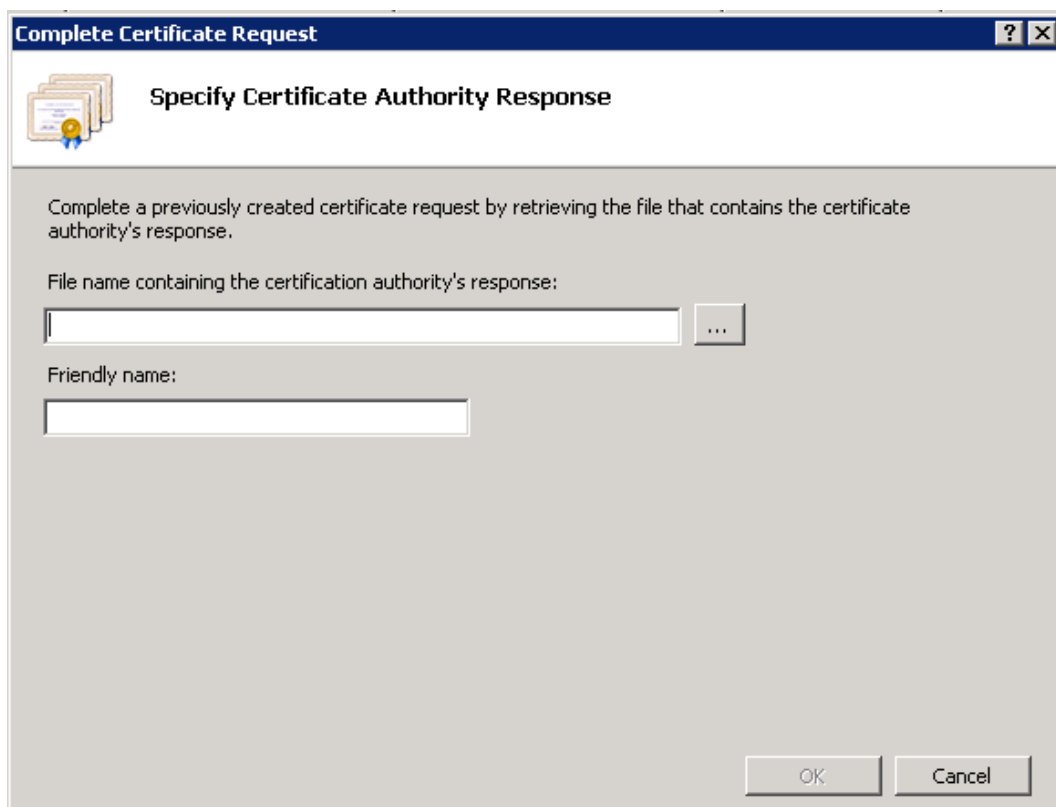 Complete Certificate Request
Specify Certificate Authority Response
Complete a previously created certificate request by retrieving the file that contains the certificate
authority's response.
File name containing the certification authority's response:
...
Friendly name:
OK
Cancel